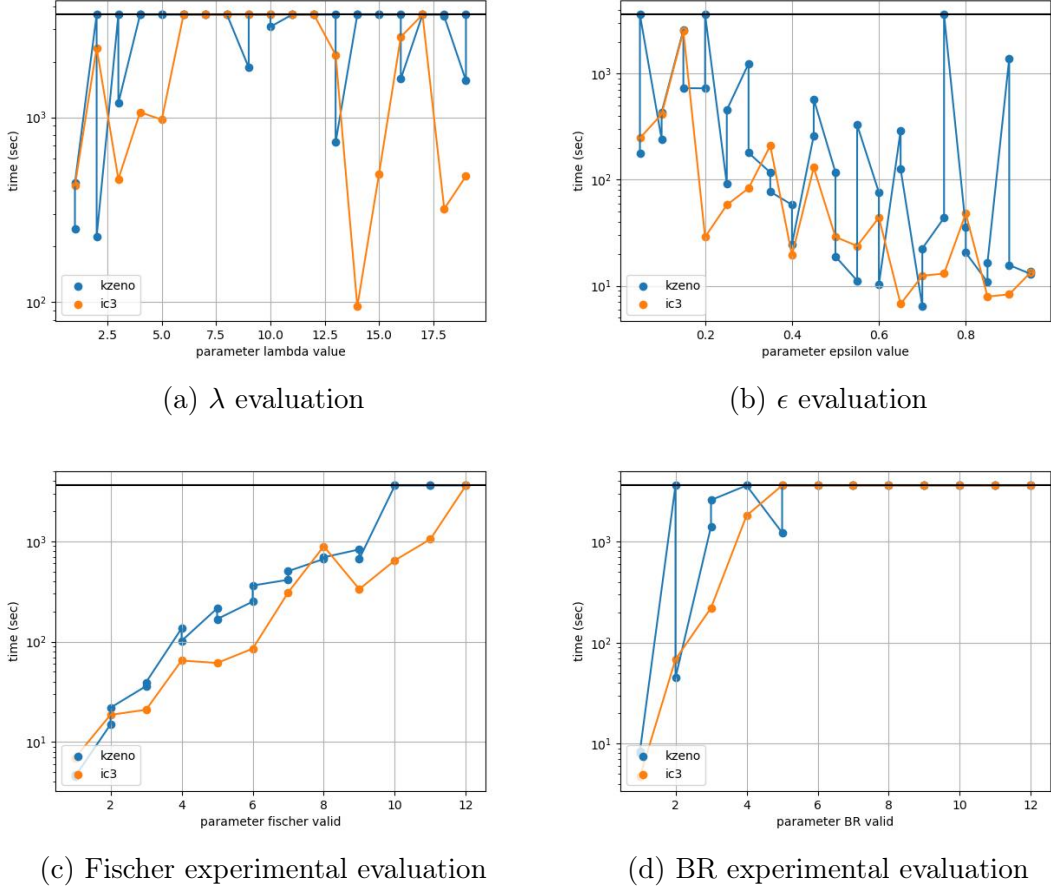 10³
10²
time (sec)
kzeno
ic3
2.5
5.0
7.5
10.0
12.5
15.0
17.5
parameter lambda value
(a) λ evaluation
10³
10²
10¹
time (sec)
kzeno
ic3
0.2
0.4
0.6
0.8
parameter epsilon value
(b) ϵ evaluation
10³
10²
10¹
time (sec)
kzeno
ic3
2
4
6
8
10
12
parameter fischer valid
(c) Fischer experimental evaluation
10³
10²
10¹
time (sec)
kzeno
ic3
2
4
6
8
10
12
parameter BR valid
(d) BR experimental evaluation